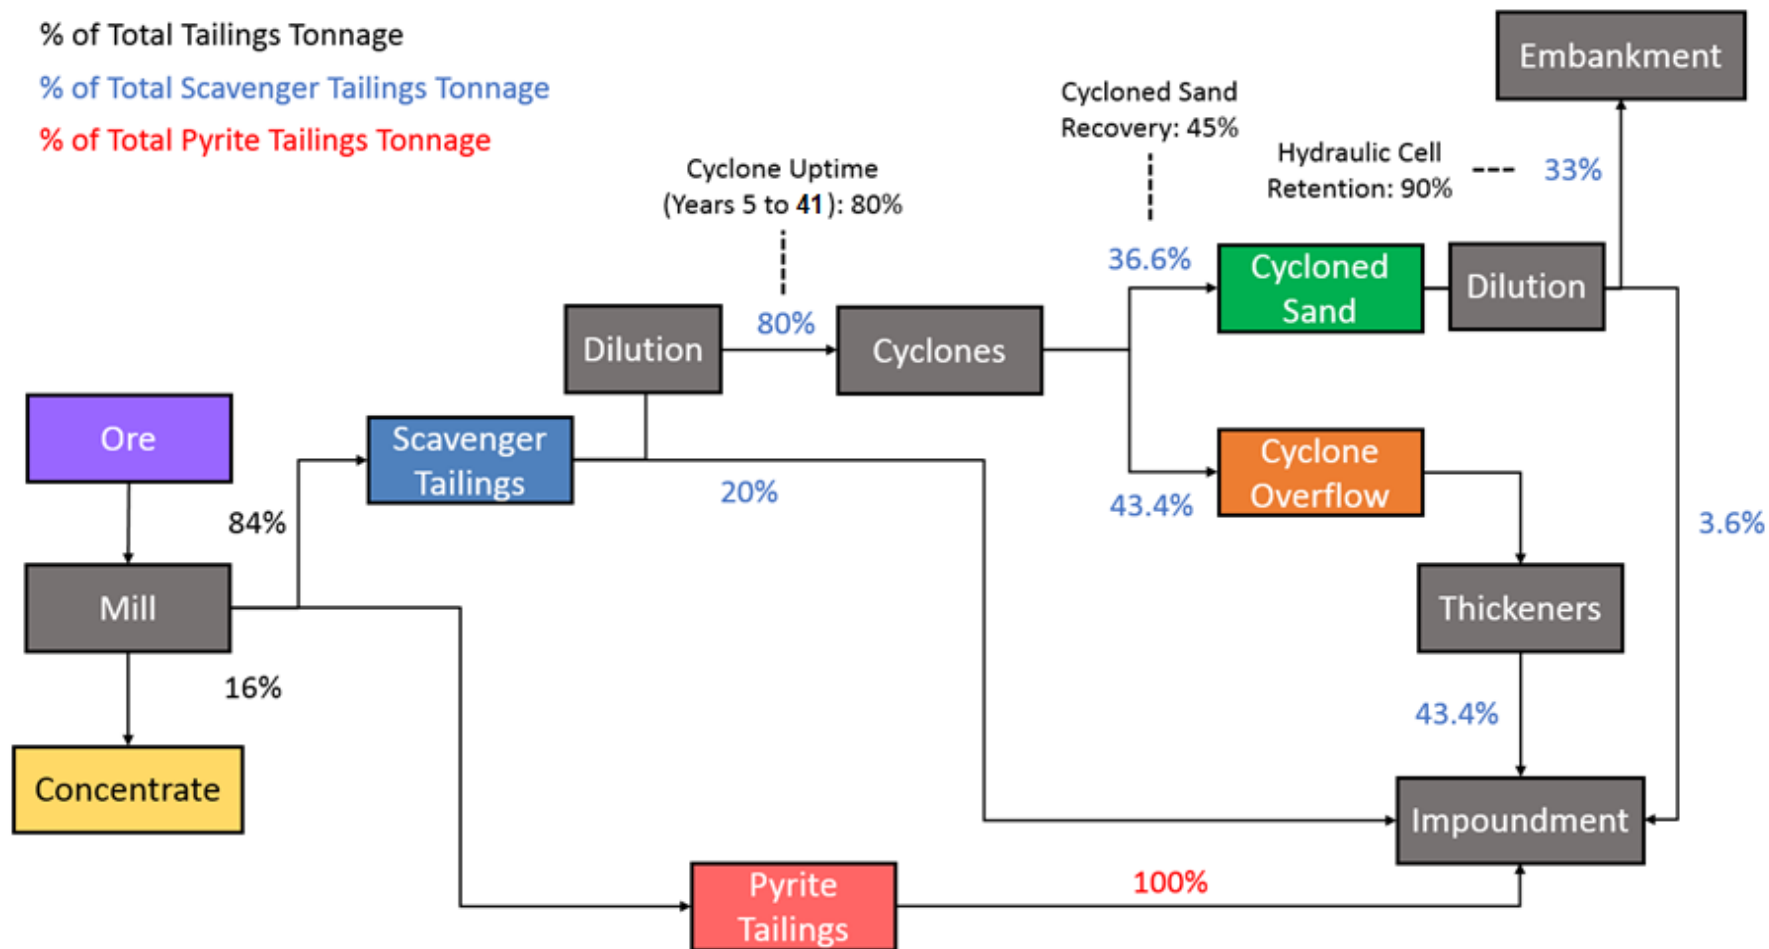 % of Total Tailings Tonnage
% of Total Scavenger Tailings Tonnage
% of Total Pyrite Tailings Tonnage
Embankment
Cycloned Sand
Recovery: 45%
Hydraulic Cell
Retention: 90%
33%
Cyclone Uptime
(Years 5 to 41): 80%
80%
36.6%
Cycloned
Sand
Dilution
Dilution
Cyclones
Ore
Scavenger
Tailings
Cyclone
Overflow
84%
20%
43.4%
3.6%
Mill
Thickeners
16%
43.4%
Concentrate
Impoundment
Pyrite
Tailings
100%